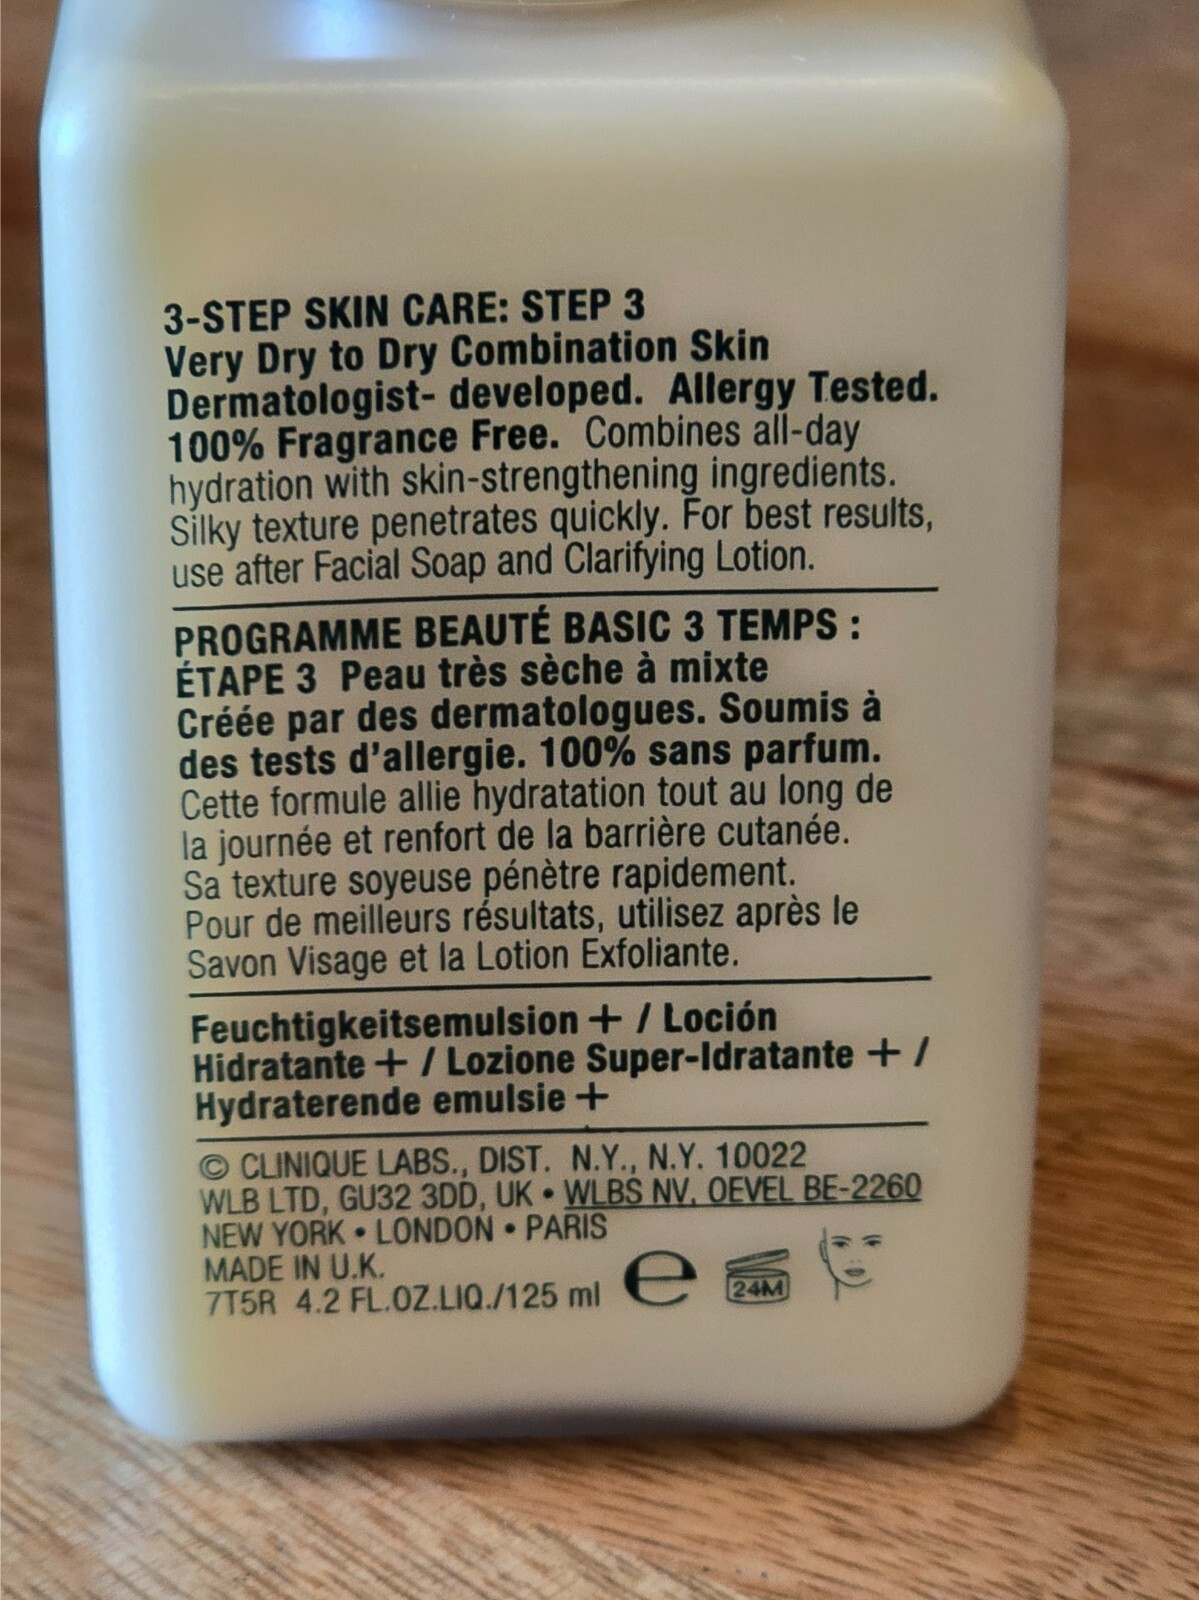 3-STEP SKIN CARE: STEP 3
Very Dry to Dry Combination Skin
Dermatologist- developed. Allergy Tested.
100% Fragrance Free. Combines all-day
hydration with skin-strengthening ingredients.
Silky texture penetrates quickly. For best results,
use after Facial Soap and Clarifying Lotion.
PROGRAMME BEAUTÉ BASIC 3 TEMPS :
ÉTAPE 3 Peau très sèche à mixte
Créée par des dermatologues. Soumis à
des tests d'allergie. 100% sans parfum.
Cette formule allie hydratation tout au long de
la journée et renfort de la barrière cutanée.
Sa texture soyeuse pénètre rapidement.
Pour de meilleurs résultats, utilisez après le
Savon Visage et la Lotion Exfoliante.
Feuchtigkeitsemulsion + / Loción
Hidratante + / Lozione Super-Idratante + /
Hydraterende emulsie +
© CLINIQUE LABS., DIST. N.Y., N.Y. 10022
WLB LTD, GU32 3DD, UK • WLBS NV, OEVEL BE-2260
NEW YORK • LONDON • PARIS
MADE IN U.K.
7T5R 4.2 FL.OZ.LIQ./125 ml e 24M